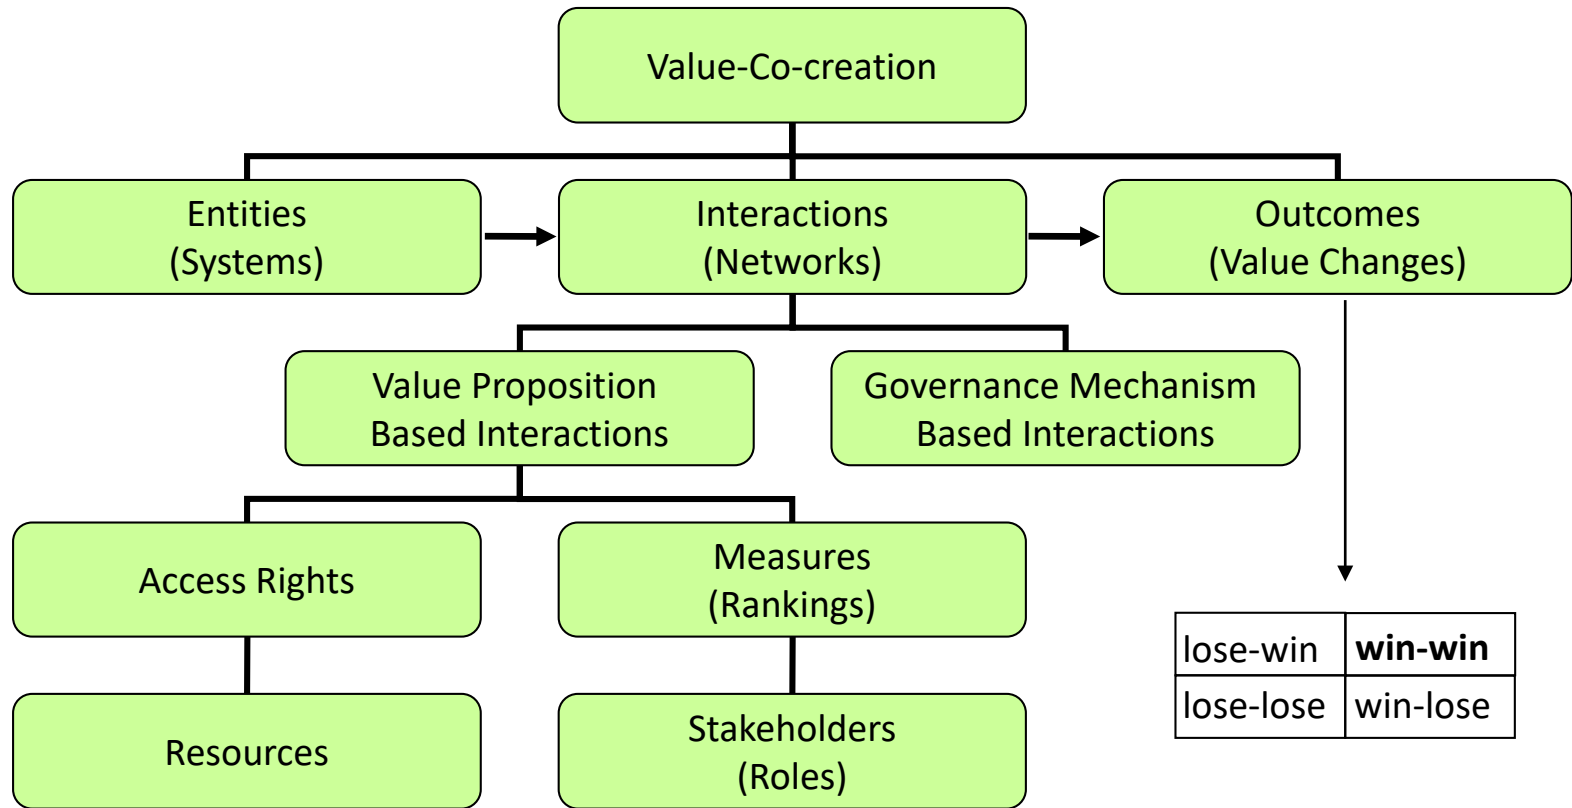 Value-Co-creation
Entities
(Systems)
Interactions
(Networks)
Outcomes
(Value Changes)
Value Proposition
Based Interactions
Governance Mechanism
Based Interactions
Access Rights
Measures
(Rankings)
Resources
Stakeholders
(Roles)
lose-win
win-win
lose-lose
win-lose